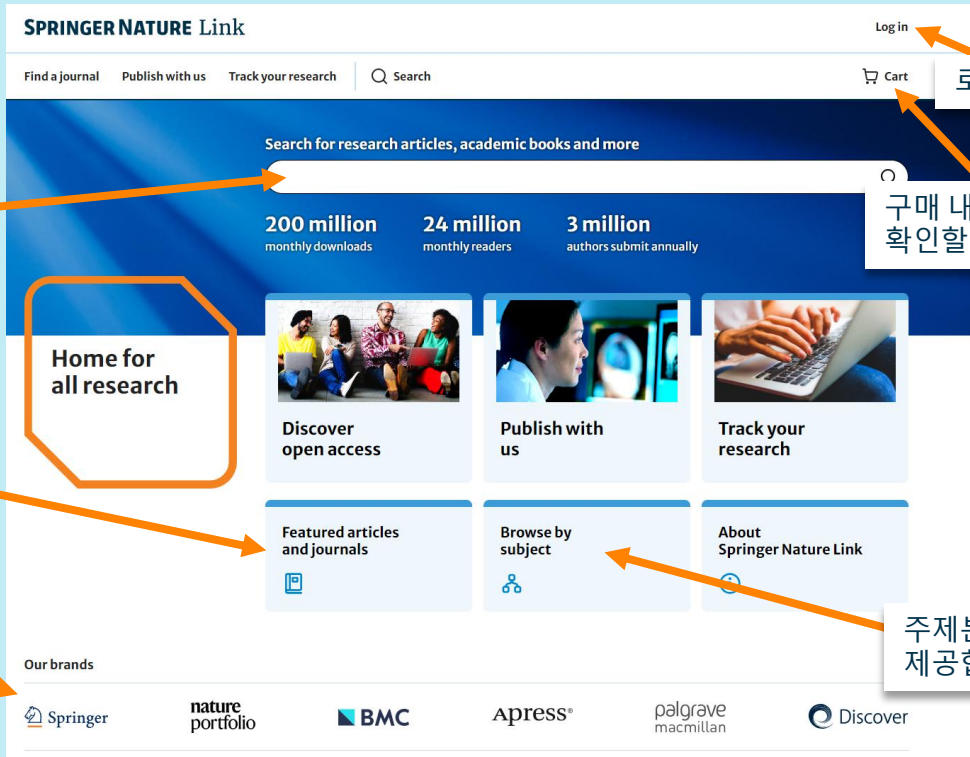 SPRINGER NATURE Link
Log in
Find a journal Publish with us Track your research Search
Cart
Search for research articles, academic books and more
구매 내
확인할
200 million 24 million 3 million
monthly downloads monthly readers authors submit annually
Home for
all research
Discover
open access
Publish with
us
Track your
research
Featured articles
and journals
Browse by
subject
About
Springer Nature Link
제공합
Our brands
Springer
nature
portfolio
BMC
Apress®
palgrave
macmillan
Discover